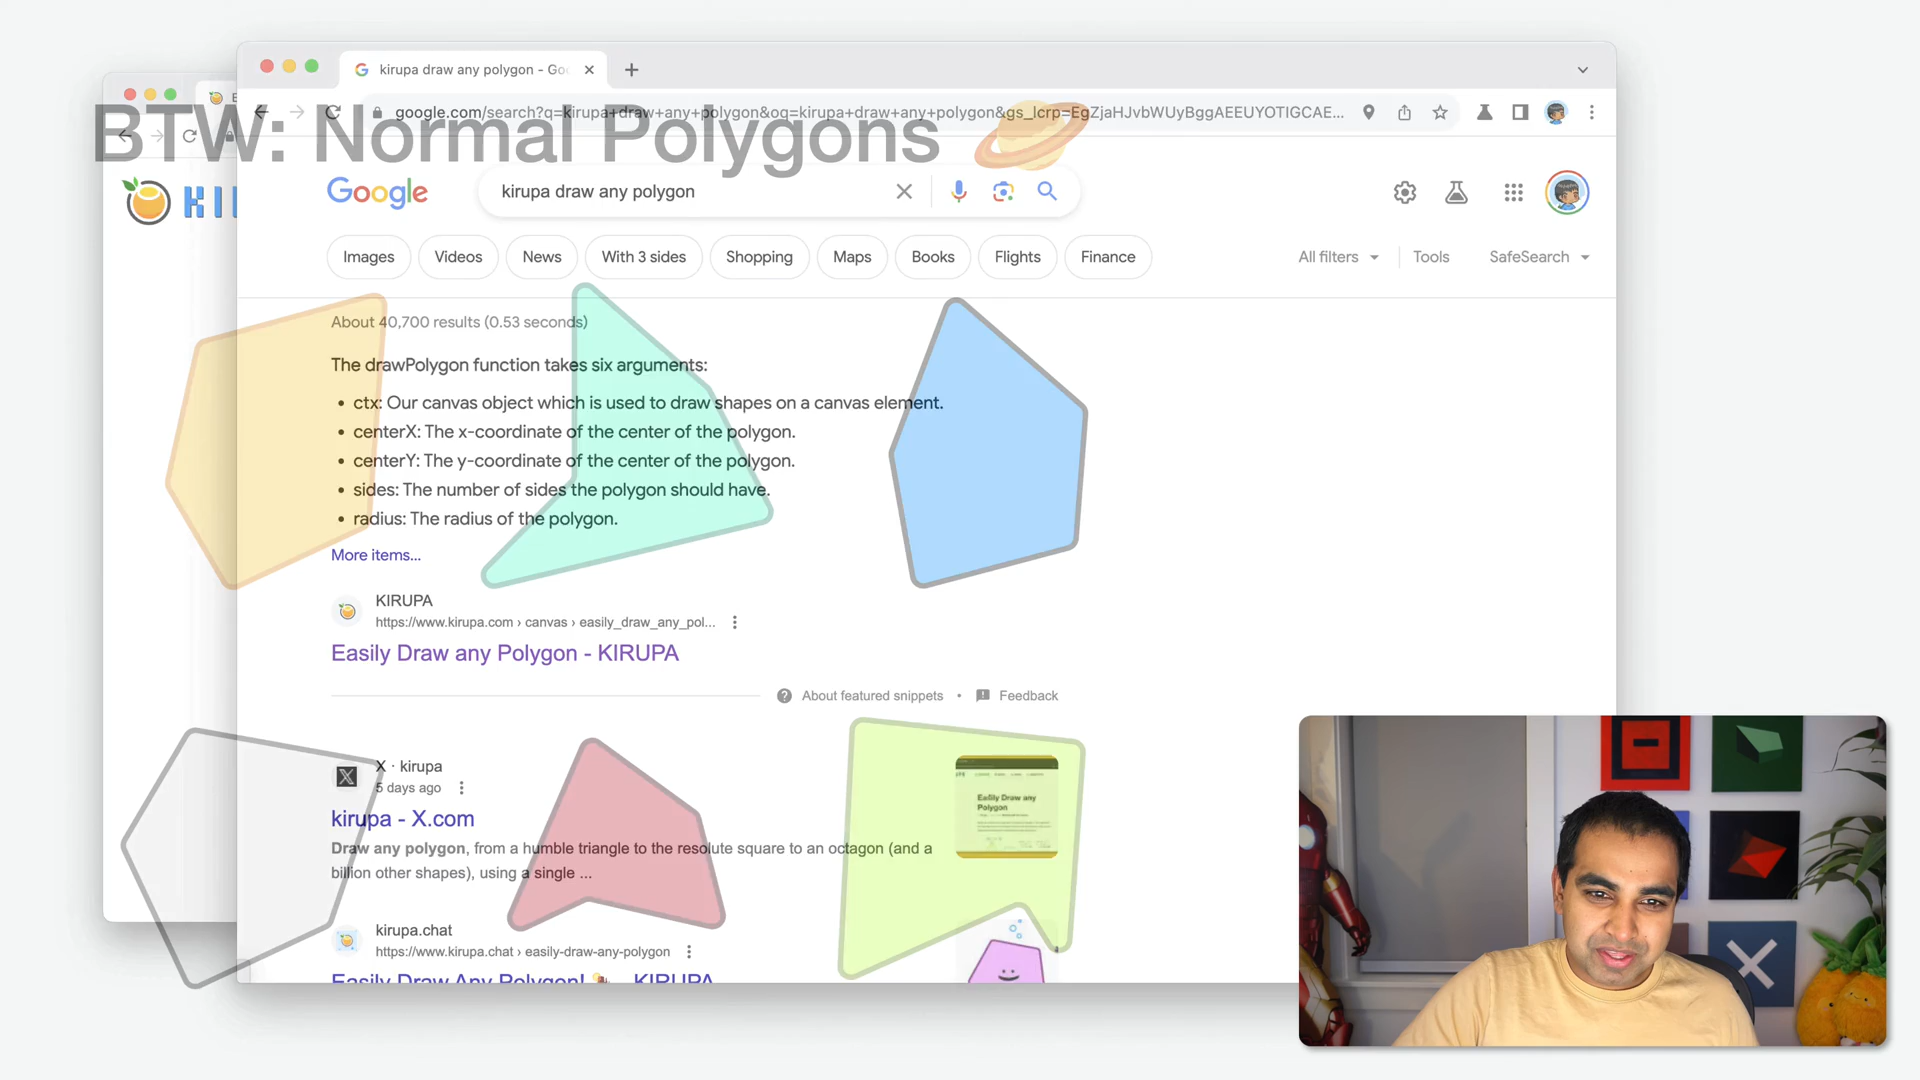 kirupa draw any polygon - Goo
google.com/search?q=kirupa+draw+any+polygon&oq=kirupa+draw+any+polygon&gs_lcrp=EgZjaHJvbWUyBggAEEUYOTIGCAE...
BTW: Normal Polygons
KI
Google
kirupa draw any polygon
Images
Videos
News
With 3 sides
Shopping
Maps
Books
Flights
Finance
All filters
Tools
SafeSearch
About 40,700 results (0.53 seconds)
The drawPolygon function takes six arguments:
• ctx: Our canvas object which is used to draw shapes on a canvas element.
• centerX: The x-coordinate of the center of the polygon.
• centerY: The y-coordinate of the center of the polygon.
• sides: The number of sides the polygon should have.
• radius: The radius of the polygon.
More items...
KIRUPA
https://www.kirupa.com › canvas › easily_draw_any_pol...
Easily Draw any Polygon - KIRUPA
About featured snippets • Feedback
X · kirupa
5 days ago
kirupa - X.com
Draw any polygon, from a humble triangle to the resolute square to an octagon (and a
billion other shapes), using a single ...
Easily Draw any
Polygon
kirupa.chat
https://www.kirupa.chat › easily-draw-any-polygon
Easily Draw Any Polygon! KIRUPA